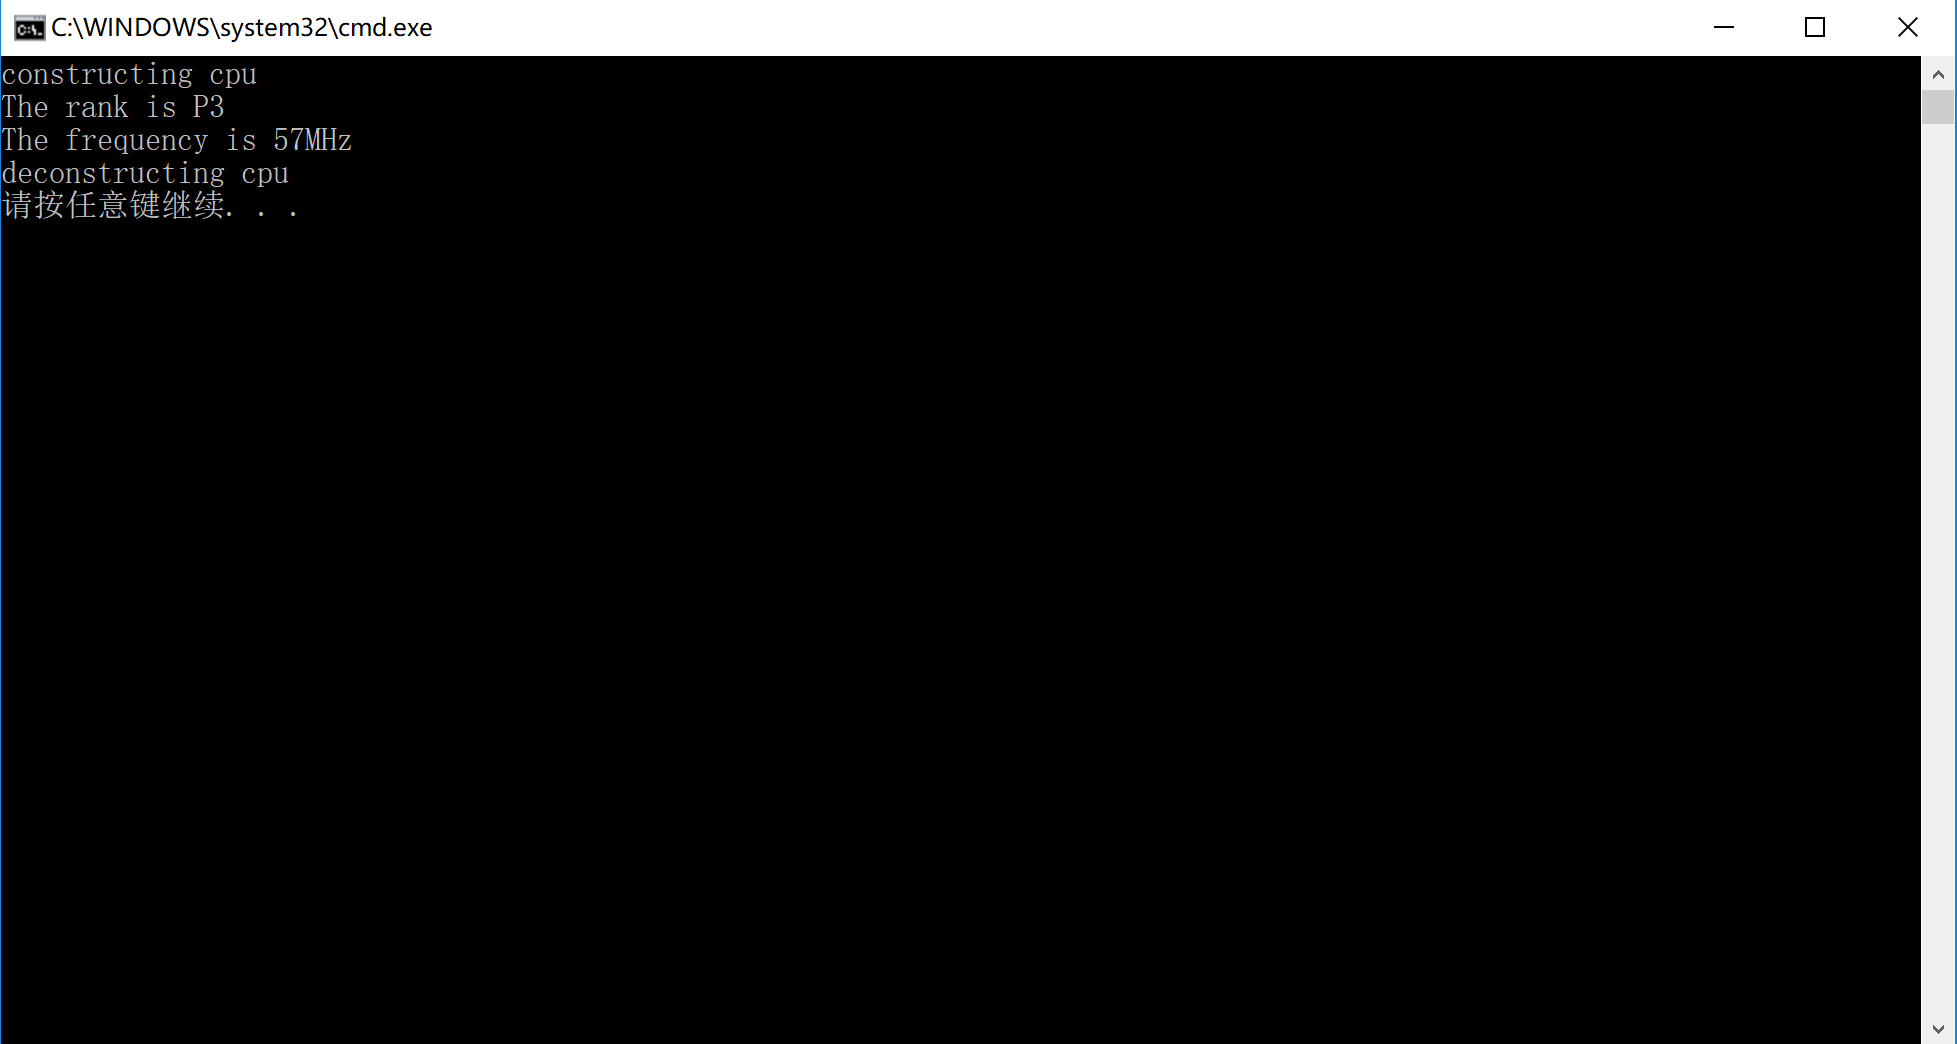 C:\WINDOWS\system32\cmd.exe
constructing cpu
The rank is P3
The frequency is 57MHz
deconstructing cpu
请按任意键继续. . .